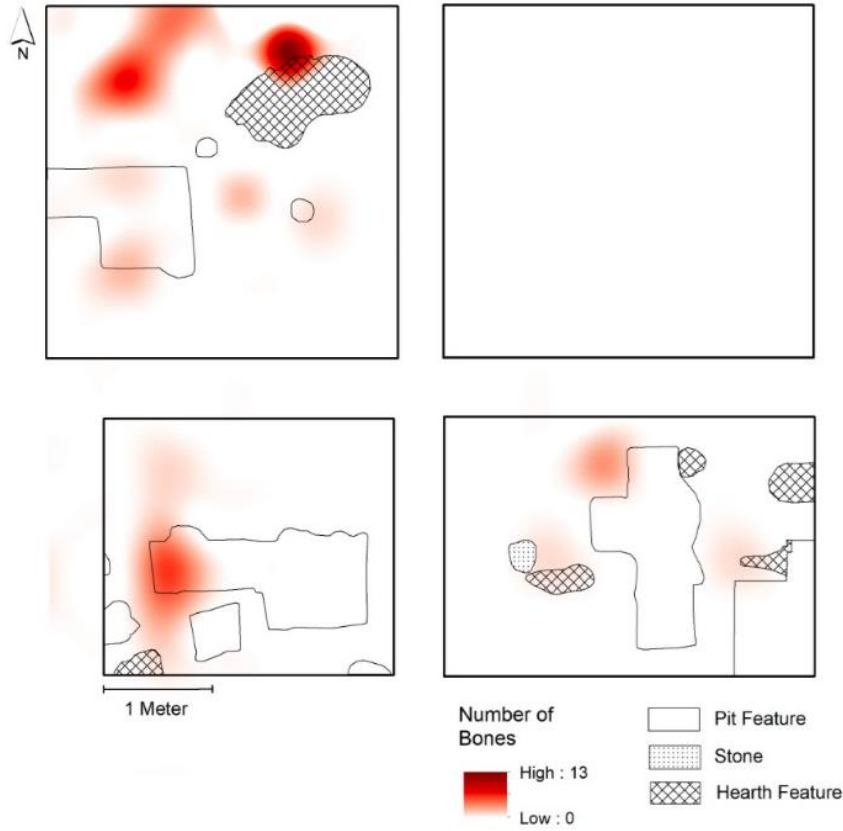 N
1 Meter
Number of
Bones
High : 13
Low : 0
Pit Feature
Stone
Hearth Feature